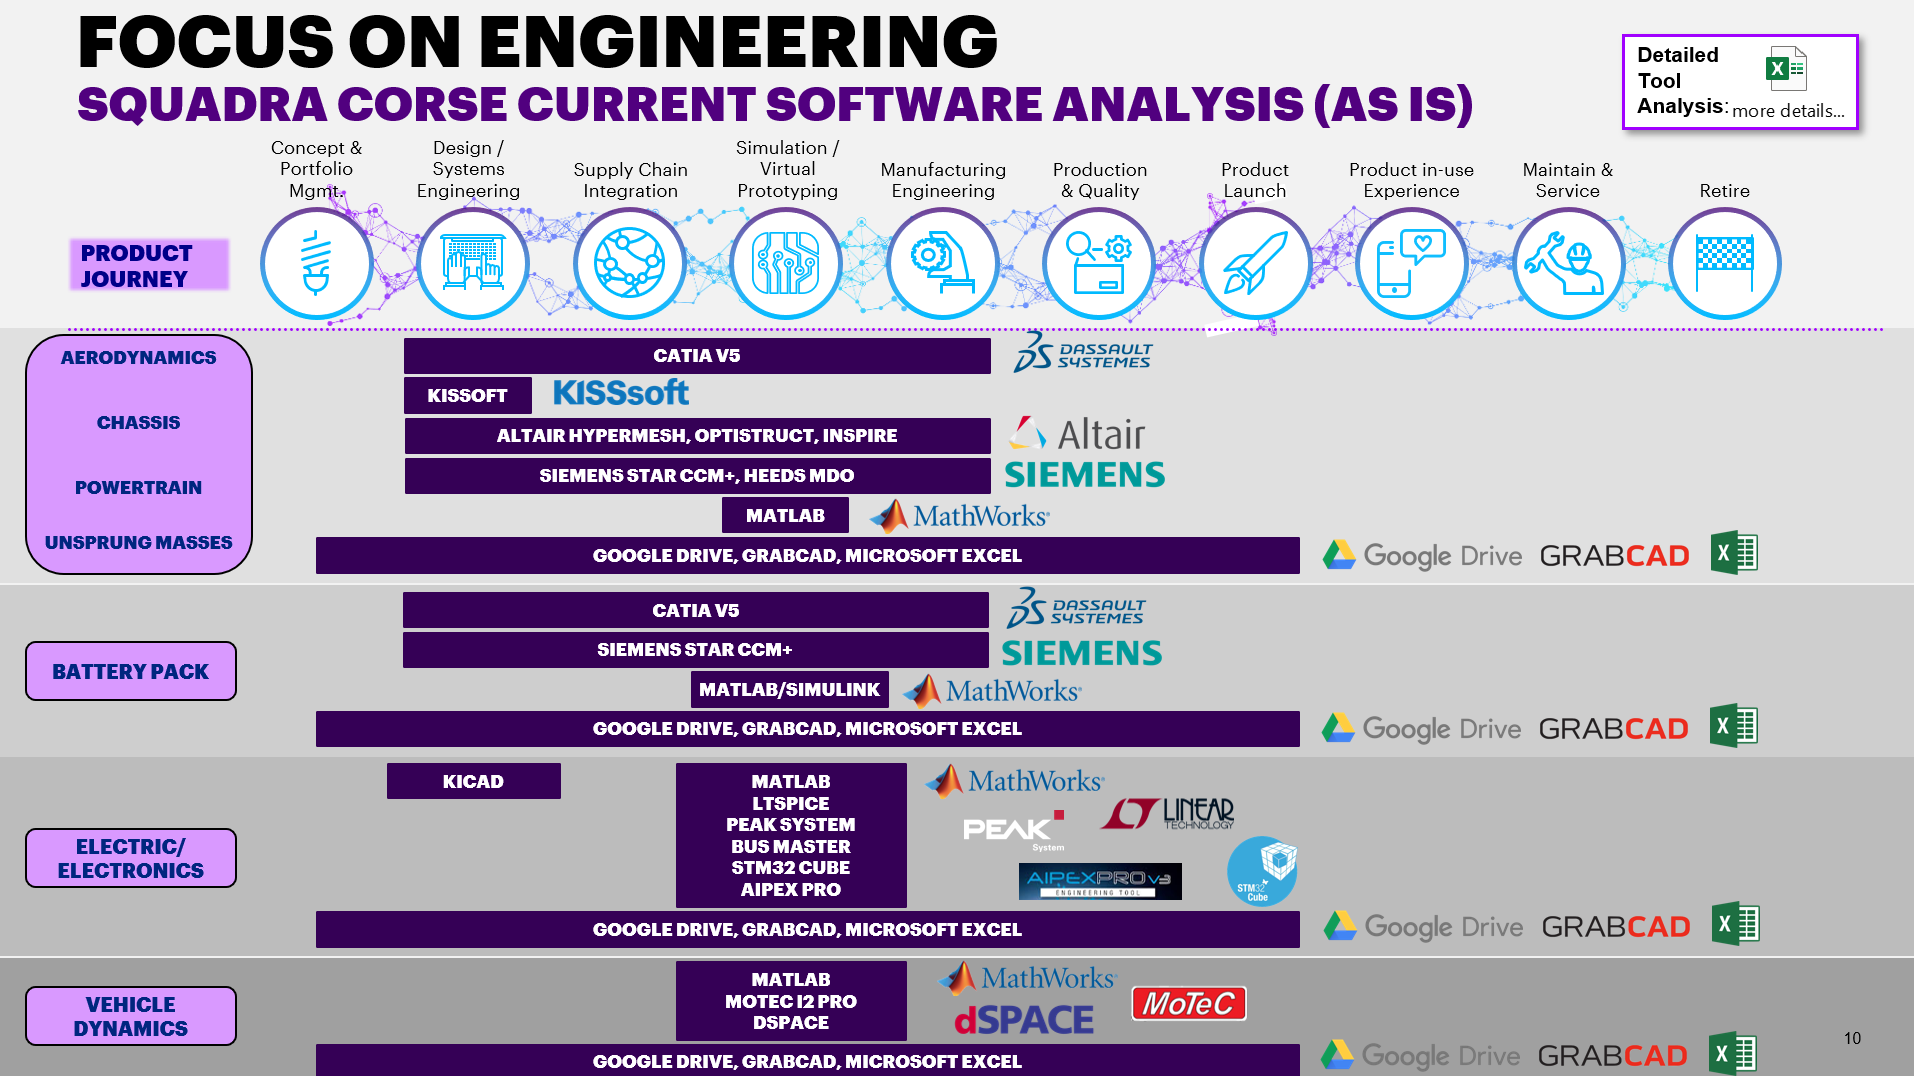 FOCUS ON ENGINEERING
SQUADRA CORSE CURRENT SOFTWARE ANALYSIS (AS IS)
Detailed
Tool
Analysis:
more details...
Concept &
Portfolio
Mgmt.
Design /
Systems
Engineering
Supply Chain
Integration
Simulation /
Virtual
Prototyping
Manufacturing
Engineering
Production
& Quality
Product
Launch
Product in-use
Experience
Maintain &
Service
Retire
PRODUCT
JOURNEY
AERODYNAMICS
CHASSIS
POWERTRAIN
UNSPRUNG MASSES
CATIA V5
DASSAULT
SYSTEMES
KISSOFT
KISSsoft
ALTAIR HYPERMESH, OPTISTRUCT, INSPIRE
Altair
SIEMENS STAR CCM+, HEEDS MDO
SIEMENS
MATLAB
MathWorks
GOOGLE DRIVE, GRABCAD, MICROSOFT EXCEL
Google Drive
GRABCAD
X
BATTERY PACK
CATIA V5
DASSAULT
SYSTEMES
SIEMENS STAR CCM+
SIEMENS
MATLAB/SIMULINK
MathWorks
GOOGLE DRIVE, GRABCAD, MICROSOFT EXCEL
Google Drive
GRABCAD
X
ELECTRIC/
ELECTRONICS
KICAD
MATLAB
LTSPICE
PEAK SYSTEM
BUS MASTER
STM32 CUBE
AIPEX PRO
MathWorks
PEAK
System
LINEAR
TECHNOLOGY
AIPEXPRO V3
ENGINEERING TOOL
STM32
Cube
GOOGLE DRIVE, GRABCAD, MICROSOFT EXCEL
Google Drive
GRABCAD
X
VEHICLE
DYNAMICS
MATLAB
MOTEC I2 PRO
DSPACE
MathWorks
dSPACE
MoTeC
GOOGLE DRIVE, GRABCAD, MICROSOFT EXCEL
Google Drive
GRABCAD
X
10